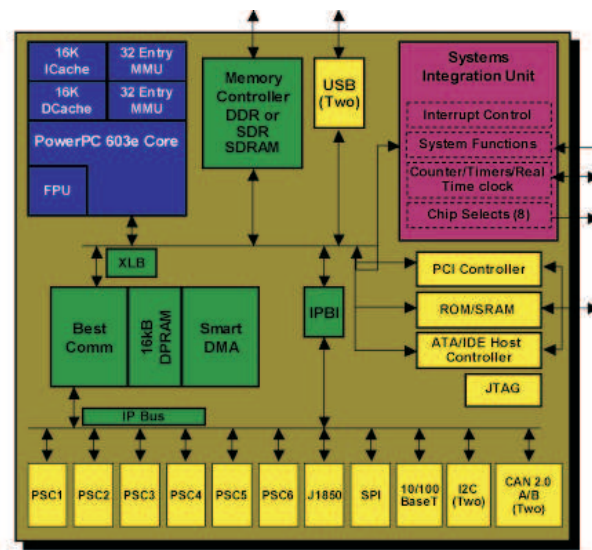 16K
ICache
32 Entry
MMU
16K
DCache
32 Entry
MMU
PowerPC 603e Core
FPU
Memory
Controller
DDR or
SDR
SDRAM
USB
(Two)
Systems
Integration Unit
Interrupt Control
System Functions
Counter/Timers/Real
Time clock
Chip Selects (8)
XLB
Best
Comm
16kB
DPRAM
Smart
DMA
IPBI
PCI Controller
ROM/SRAM
ATA/IDE Host
Controller
JTAG
IP Bus
PSC1
PSC2
PSC3
PSC4
PSC5
PSC6
J1850
SPI
10/100
BaseT
I2C
(Two)
CAN 2.0
A/B
(Two)